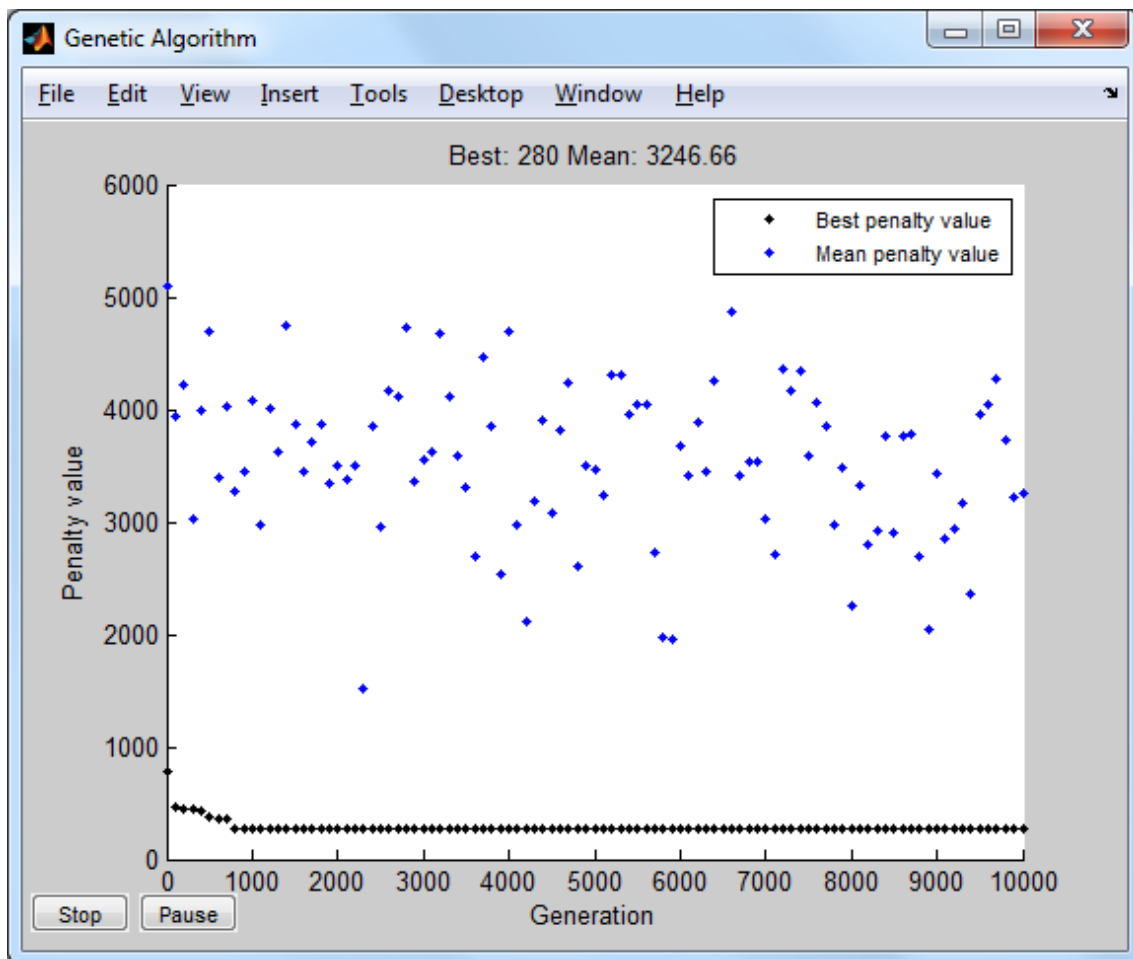 Genetic Algorithm
File Edit View Insert Tools Desktop Window Help
Best: 280 Mean: 3246.66
6000
Best penalty value
Mean penalty value
5000
4000
3000
2000
1000
0
Penalty value
0 1000 2000 3000 4000 5000 6000 7000 8000 9000 10000
Generation
Stop Pause